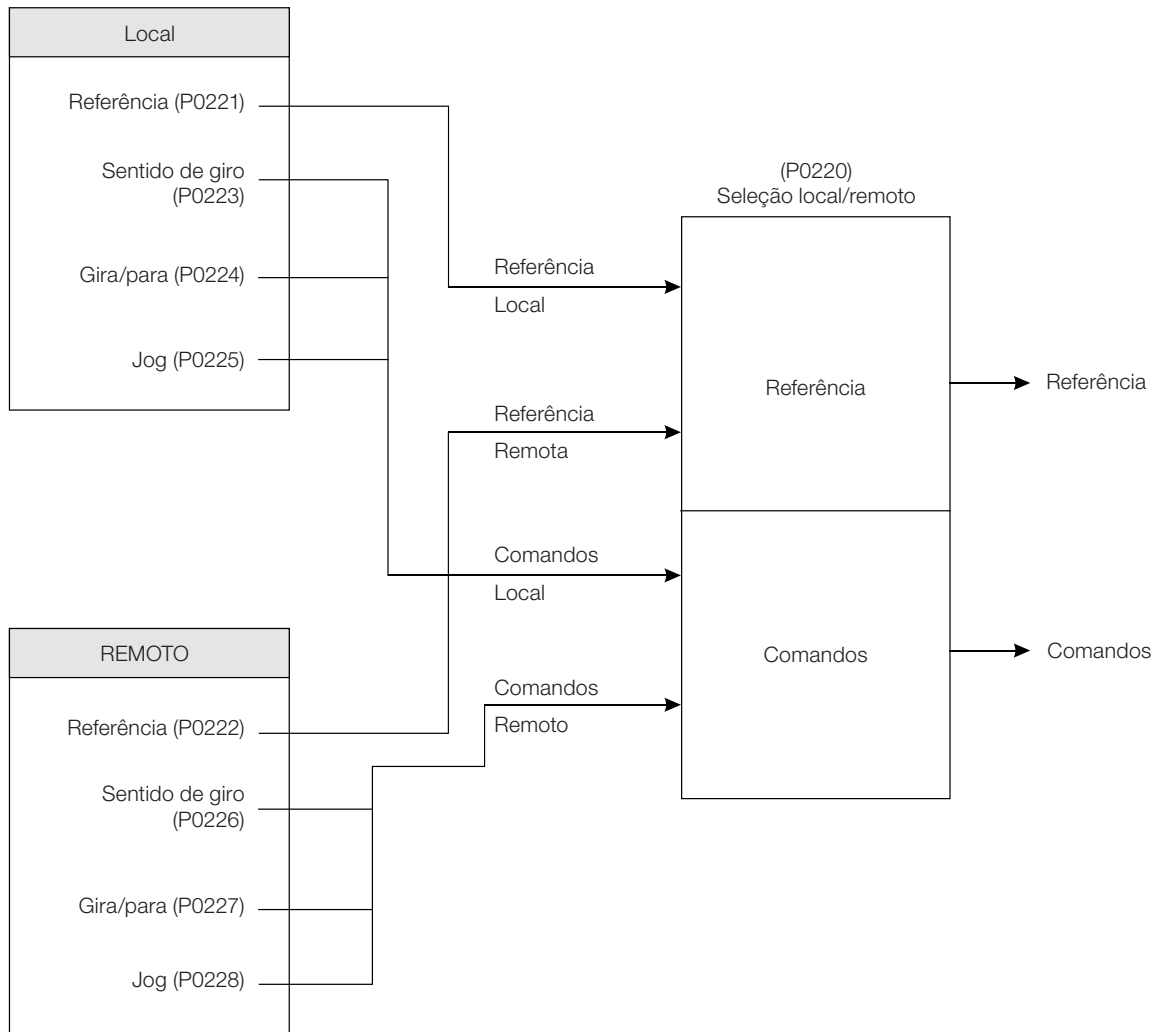 Local
Referência (P0221)
Sentido de giro
(P0223)
Gira/para (P0224)
Jog (P0225)
REMOTO
Referência (P0222)
Sentido de giro
(P0226)
Gira/para (P0227)
Jog (P0228)
Referência
Local
Referência
Remota
Comandos
Local
Comandos
Remoto
(P0220)
Seleção local/remoto
Referência
Comandos
Referência
Comandos